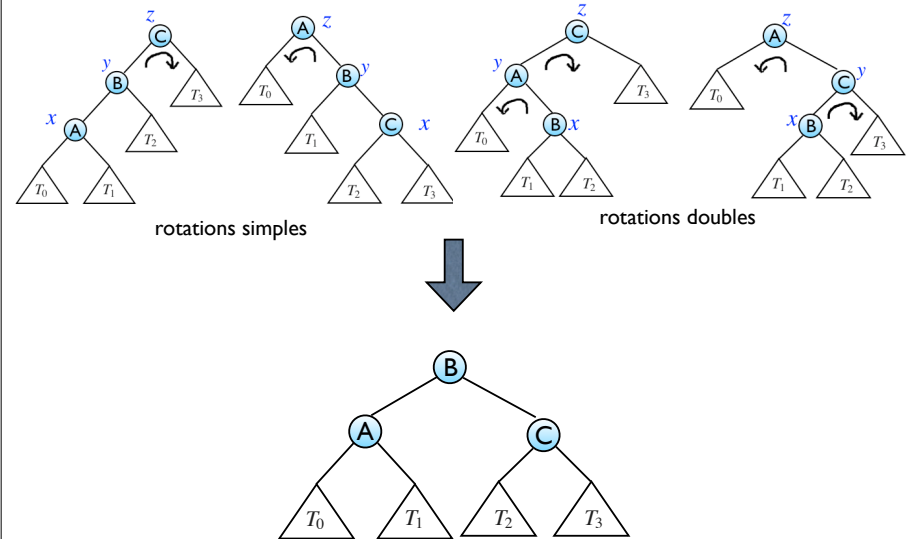 z z z z
C A C A
y B B y y A C y
T3 T0 T3 T0
x A T2 C x T0 B x x B T3
T1
T0 T1 T2 T3 T1 T2 T1 T2
rotations simples rotations doubles
B
A C
T0 T1 T2 T3